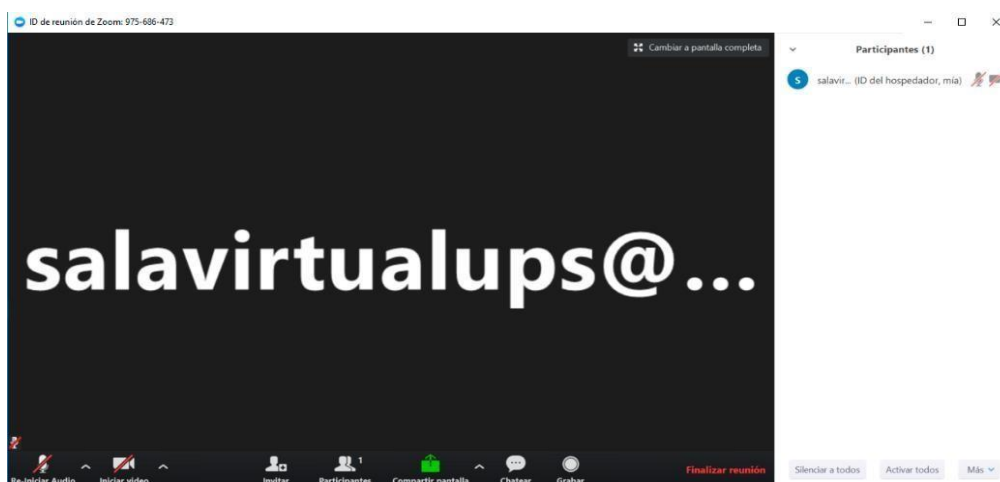 ID de reunión de Zoom: 975-686-473
Cambiar a pantalla completa
Participantes (1)
S
salavir... (ID del hospedador, mía)
salavirtualups@...
1
Re-Iniciar Audio
Iniciar video
Invitar
Participantes
Compartir pantalla
Chatear
Grabar
Finalizar reunión
Silenciar a todos
Activar todos
Más